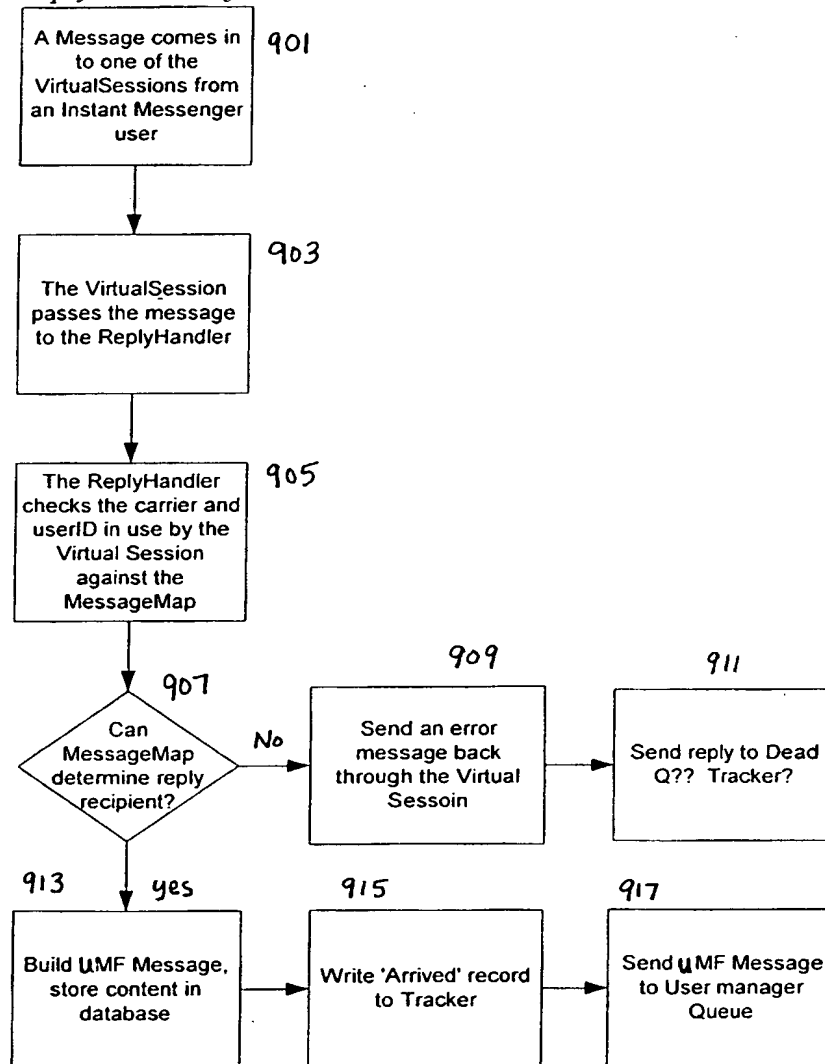 A Message comes in
to one of the
VirtualSessions from
an Instant Messenger
user
901
The VirtualSession
passes the message
to the ReplyHandler
903
The ReplyHandler
checks the carrier and
userID in use by the
Virtual Session
against the
MessageMap
905
907
Can
MessageMap
determine reply
recipient?
No
909
Send an error
message back
through the Virtual
Sessoin
911
Send reply to Dead
Q?? Tracker?
913
yes
Build UMF Message,
store content in
database
915
Write 'Arrived' record
to Tracker
917
Send UMF Message
to User manager
Queue